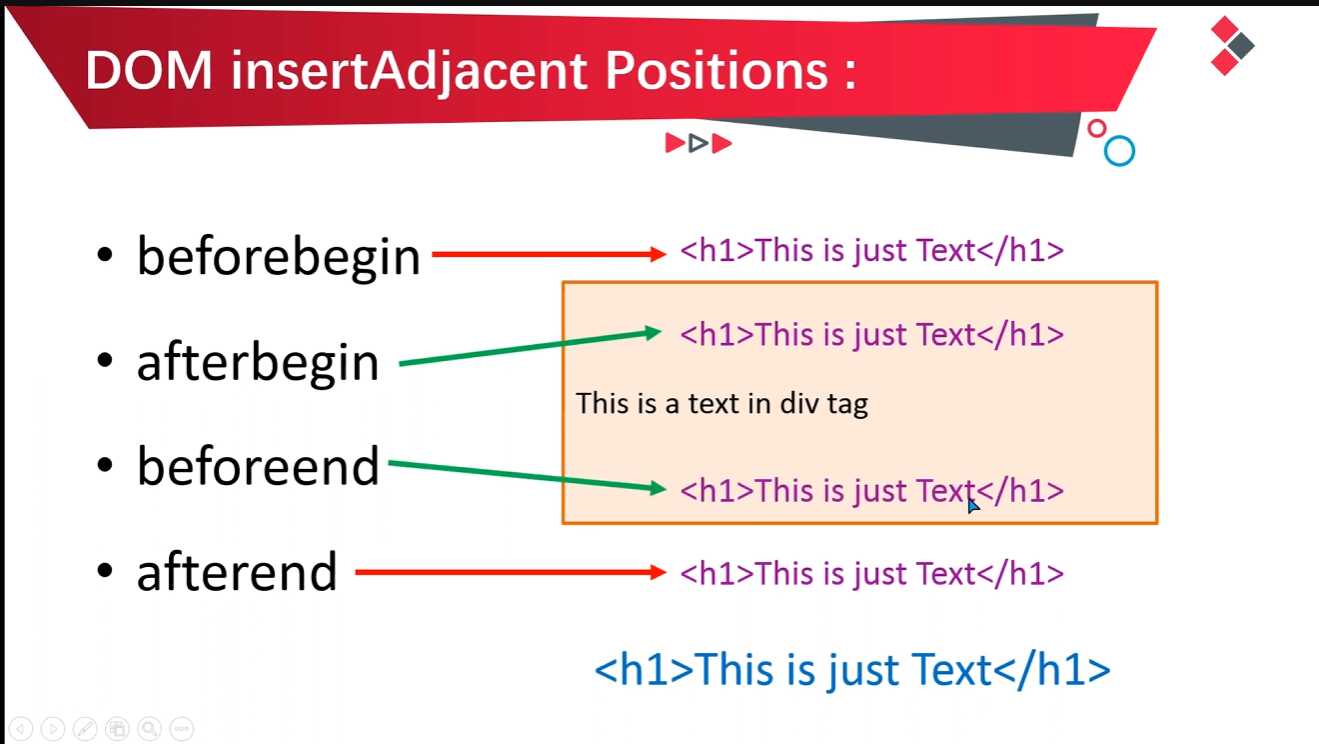 DOM insertAdjacent Positions :
• beforebegin
<h1>This is just Text</h1>
• afterbegin
<h1>This is just Text</h1>
This is a text in div tag
• beforeend
<h1>This is just Text</h1>
• afterend
<h1>This is just Text</h1>
<h1>This is just Text</h1>